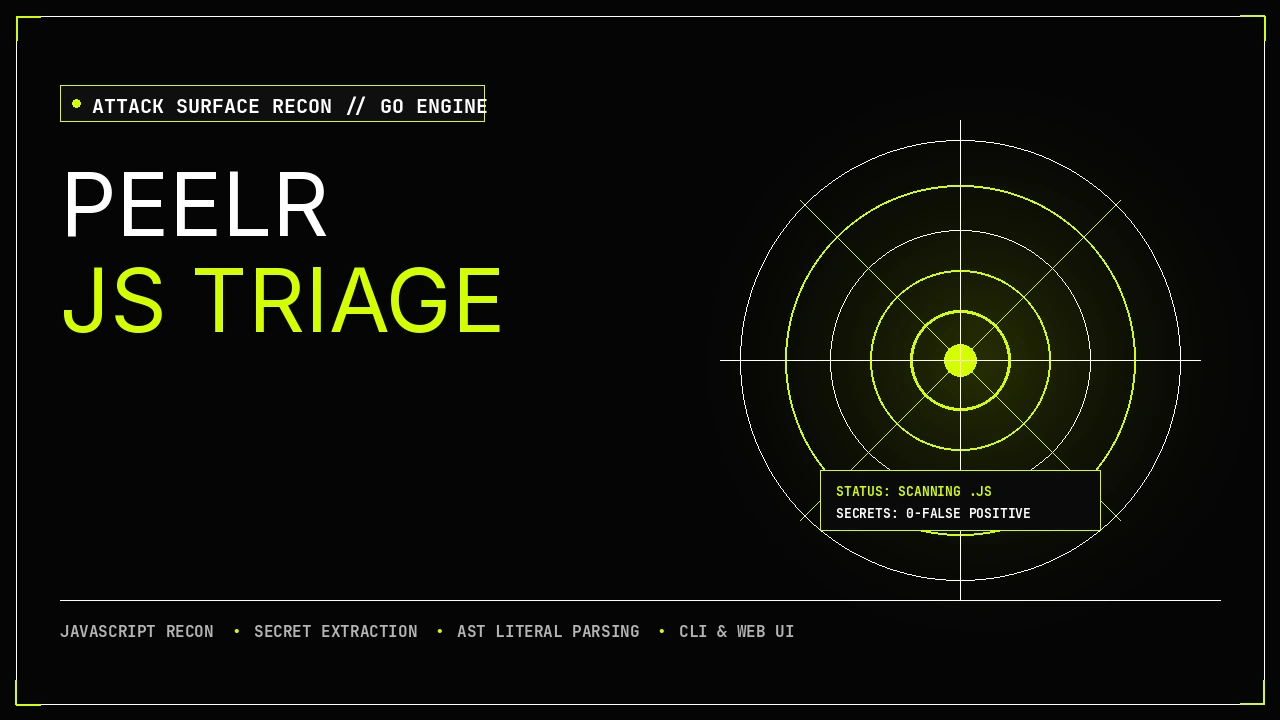 ATTACK SURFACE RECON // GO ENGINE
PEELR
JS TRIAGE
STATUS: SCANNING .JS
SECRETS: 0-FALSE POSITIVE
JAVASCRIPT RECON • SECRET EXTRACTION • AST LITERAL PARSING • CLI & WEB UI